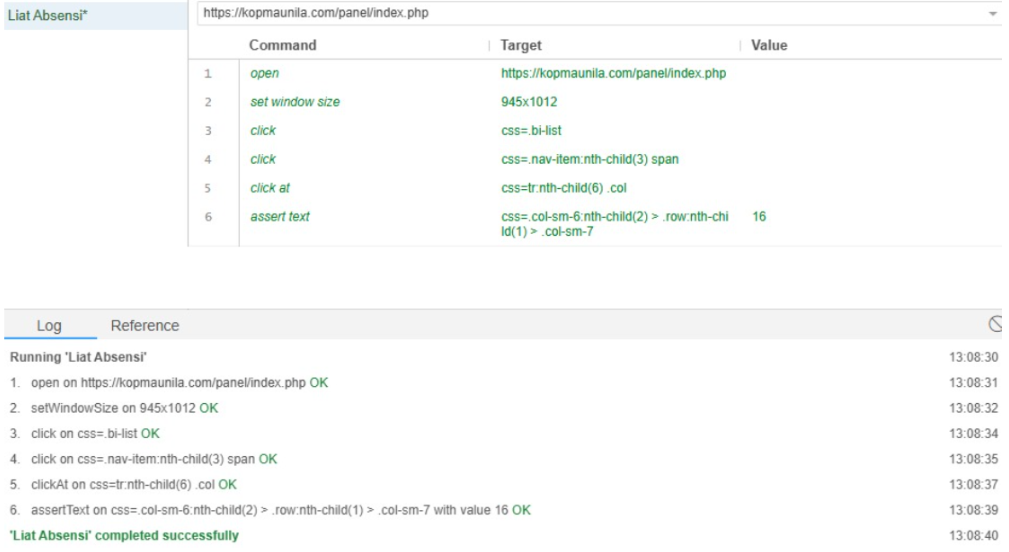 Liat Absensi*
https://kopmaunila.com/panel/index.php
Command Target Value
1 open https://kopmaunila.com/panel/index.php
2 set window size 945x1012
3 click css=.bi-list
4 click css=.nav-item:nth-child(3) span
5 click at css=tr:nth-child(6) .col
6 assert text css=.col-sm-6:nth-child(2) > .row:nth-chi 16
ld(1) > .col-sm-7
Log Reference
Running 'Liat Absensi' 13:08:30
1. open on https://kopmaunila.com/panel/index.php OK 13:08:31
2. setWindowSize on 945x1012 OK 13:08:32
3. click on css=.bi-list OK 13:08:34
4. click on css=.nav-item:nth-child(3) span OK 13:08:35
5. clickAt on css=tr:nth-child(6) .col OK 13:08:37
6. assertText on css=.col-sm-6:nth-child(2) > .row:nth-child(1) > .col-sm-7 with value 16 OK 13:08:39
'Liat Absensi' completed successfully 13:08:40